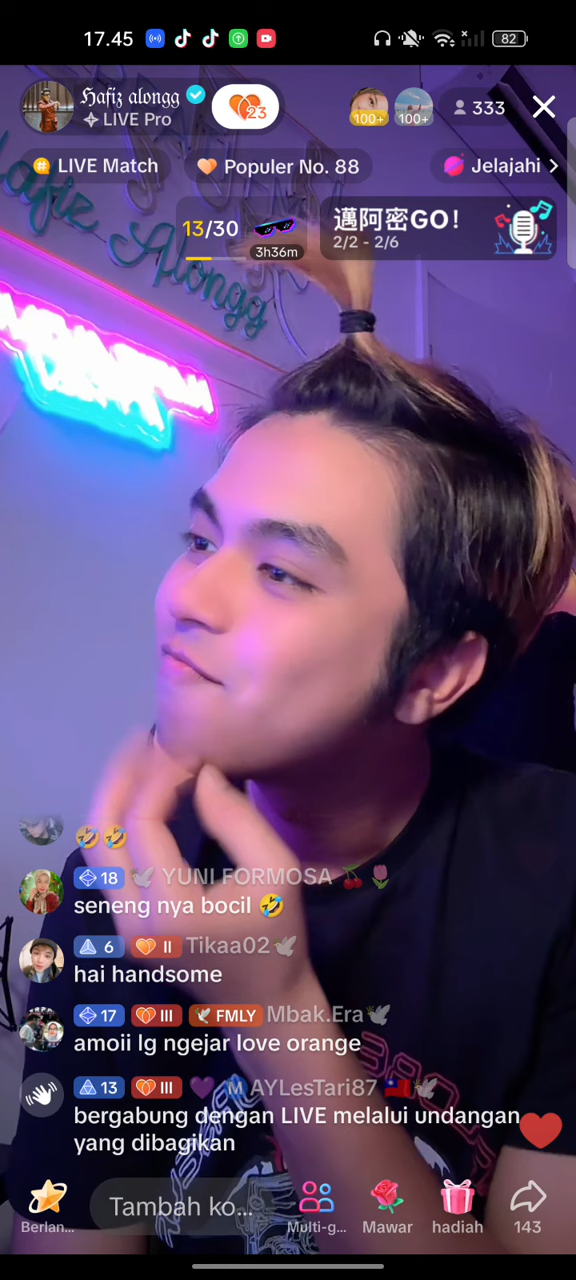 17.45
82
Hafiz alongg
LIVE Pro
23
100+
100+
333
LIVE Match
Populer No. 88
Jelajahi
13/30
3h36m
邁阿密GO!
2/2 - 2/6
Hafiz Alongg
🤣🤣
18 🕊️ YUNI FORMOSA 🍒🌷
seneng nya bocil 🤣
6 II Tikaa02🕊️
hai handsome
17 III FMLY Mbak.Era🕊️
amoii lg ngejar love orange
13 III 💜 M AYLesTari87 🇹🇼🕊️
bergabung dengan LIVE melalui undangan
yang dibagikan
Tambah ko...
Berlan...
Multi-g...
Mawar
hadiah
143